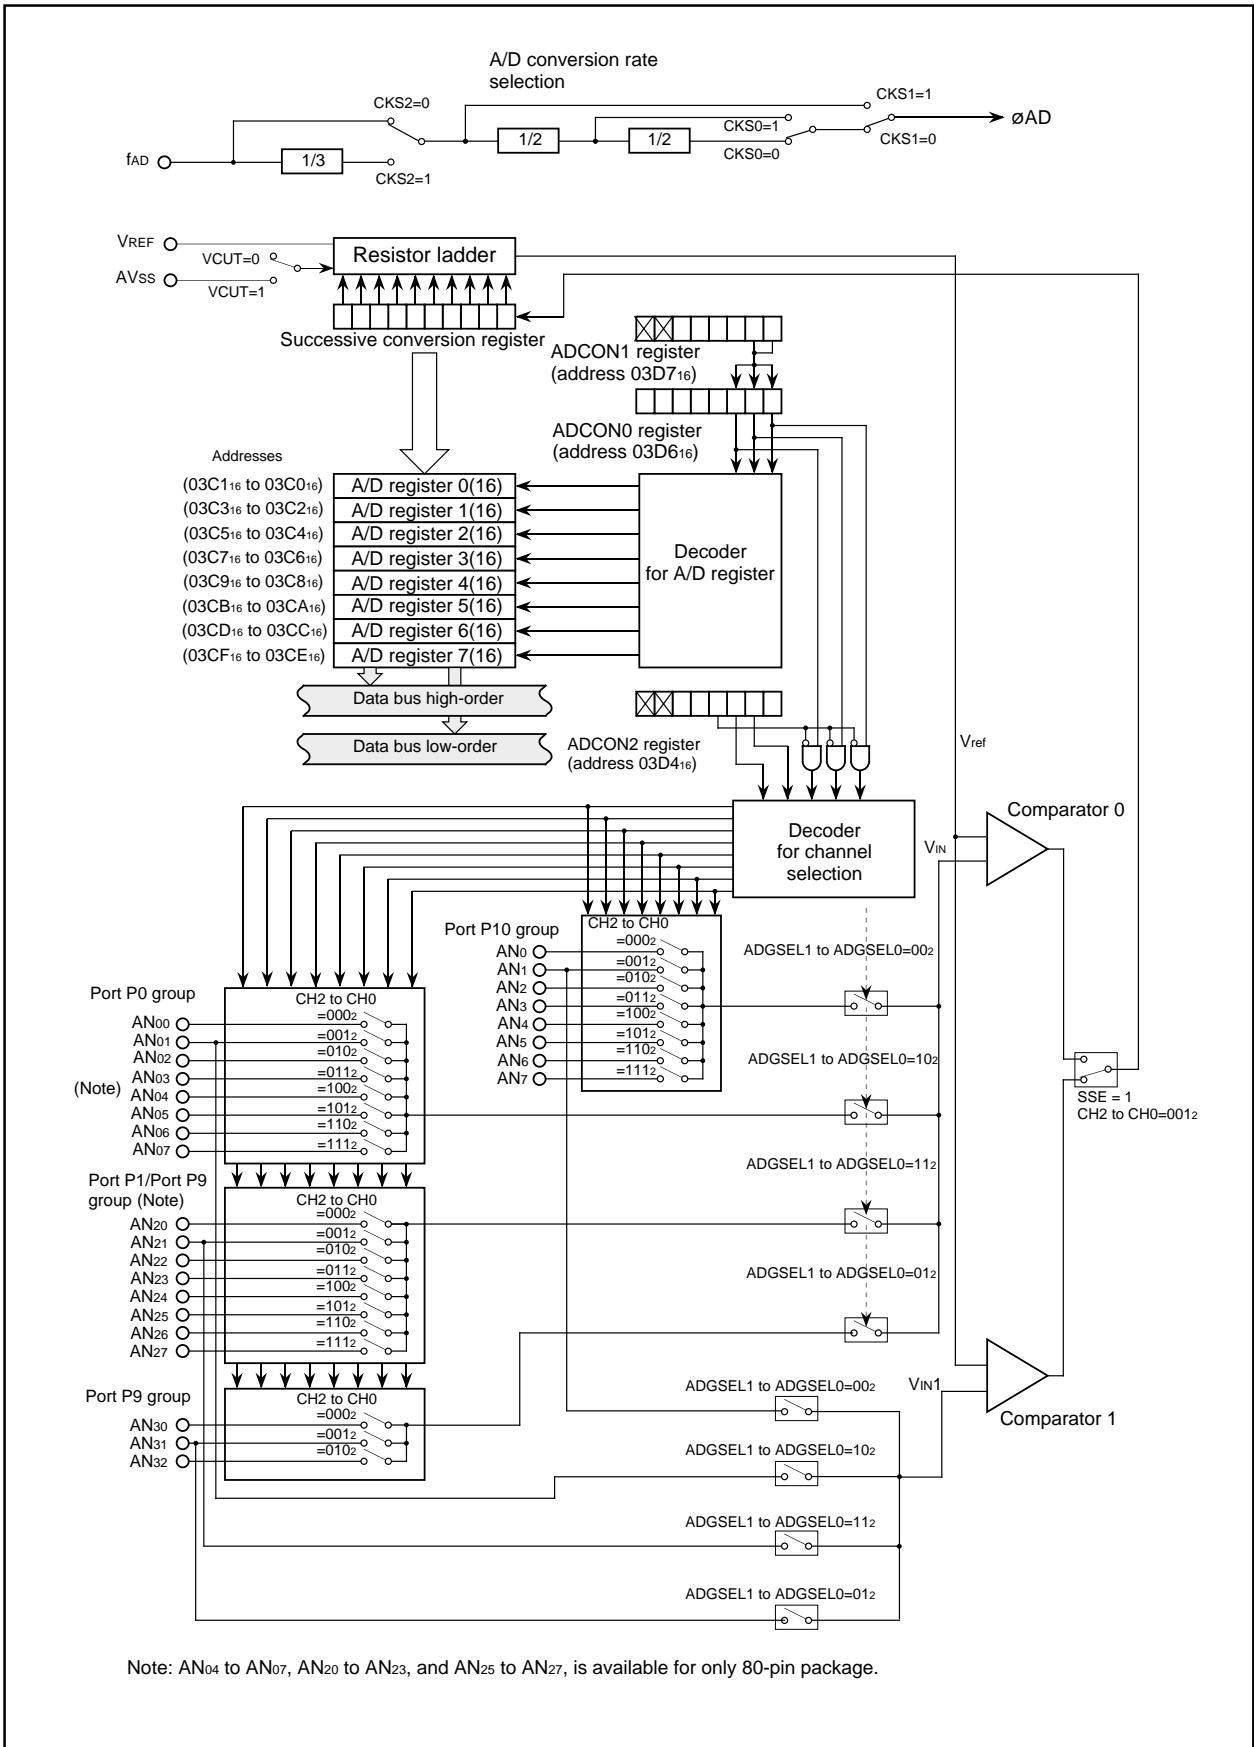 A/D conversion rate
selection
CKS2=0
CKS1=1
CKS0=1
øAD
1/2
1/2
CKS1=0
fAD
1/3
CKS0=0
CKS2=1
VREF
VCUT=0
Resistor ladder
AVSS
VCUT=1
Successive conversion register
ADCON1 register
(address 03D716)
ADCON0 register
(address 03D616)
Addresses
(03C116 to 03C016)
A/D register 0(16)
(03C316 to 03C216)
A/D register 1(16)
(03C516 to 03C416)
A/D register 2(16)
(03C716 to 03C616)
A/D register 3(16)
(03C916 to 03C816)
A/D register 4(16)
(03CB16 to 03CA16)
A/D register 5(16)
(03CD16 to 03CC16)
A/D register 6(16)
(03CF16 to 03CE16)
A/D register 7(16)
Decoder
for A/D register
Data bus high-order
Data bus low-order
ADCON2 register
(address 03D416)
Vref
Decoder
for channel
selection
Comparator 0
VIN
Port P10 group
CH2 to CH0
AN0
=0002
AN1
=0012
AN2
=0102
AN3
=0112
AN4
=1002
AN5
=1012
AN6
=1102
AN7
=1112
ADGSEL1 to ADGSEL0=002
ADGSEL1 to ADGSEL0=102
ADGSEL1 to ADGSEL0=112
ADGSEL1 to ADGSEL0=012
SSE = 1
CH2 to CH0=0012
Port P0 group
CH2 to CH0
AN00
=0002
AN01
=0012
AN02
=0102
AN03
=0112
(Note)
AN04
=1002
AN05
=1012
AN06
=1102
AN07
=1112
Port P1/Port P9
group (Note)
CH2 to CH0
AN20
=0002
AN21
=0012
AN22
=0102
AN23
=0112
AN24
=1002
AN25
=1012
AN26
=1102
AN27
=1112
Port P9 group
CH2 to CH0
AN30
=0002
AN31
=0012
AN32
=0102
VIN1
Comparator 1
ADGSEL1 to ADGSEL0=002
ADGSEL1 to ADGSEL0=102
ADGSEL1 to ADGSEL0=112
ADGSEL1 to ADGSEL0=012
Note: AN04 to AN07, AN20 to AN23, and AN25 to AN27, is available for only 80-pin package.